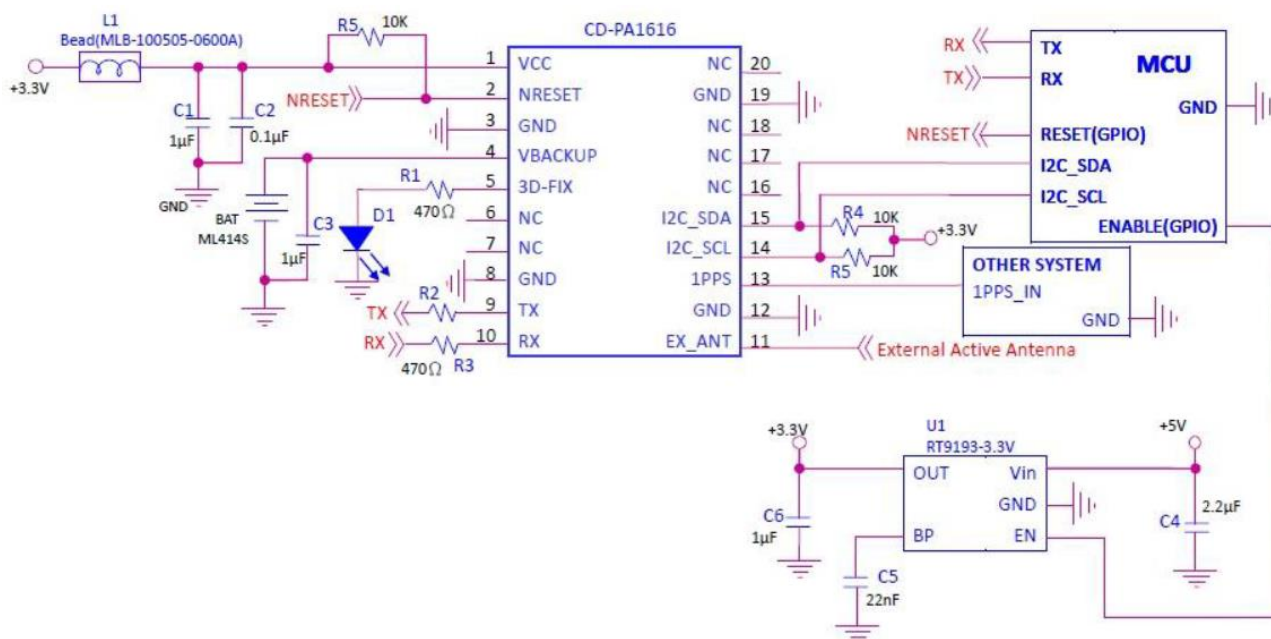 L1
Bead(MLB-100505-0600A)
+3.3V
C1
1µF
C2
0.1µF
GND
R5
10K
NRESET
BAT
ML414S
C3
1µF
D1
R1
470Ω
TX
R2
RX
470Ω
R3
CD-PA1616
1 VCC
2 NRESET
3 GND
4 VBACKUP
5 3D-FIX
6 NC
7 NC
8 GND
9 TX
10 RX
NC 20
GND 19
NC 18
NC 17
NC 16
I2C_SDA 15
I2C_SCL 14
1PPS 13
GND 12
EX_ANT 11
R4
10K
R5
10K
+3.3V
External Active Antenna
RX
TX
NRESET
MCU
TX
RX
GND
RESET(GPIO)
I2C_SDA
I2C_SCL
ENABLE(GPIO)
OTHER SYSTEM
1PPS_IN
GND
+3.3V
C6
1µF
U1
RT9193-3.3V
OUT
Vin
GND
BP
EN
C5
22nF
+5V
2.2µF
C4